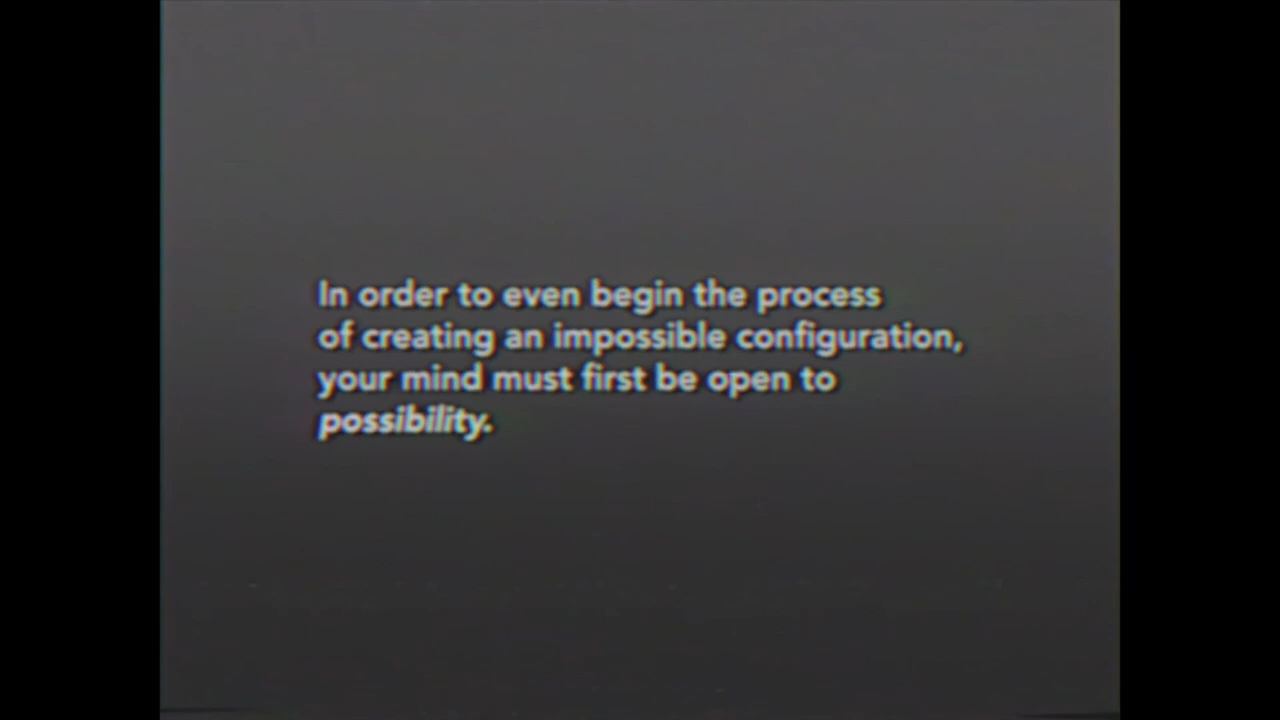 In order to even begin the process
of creating an impossible configuration,
your mind must first be open to
possibility.